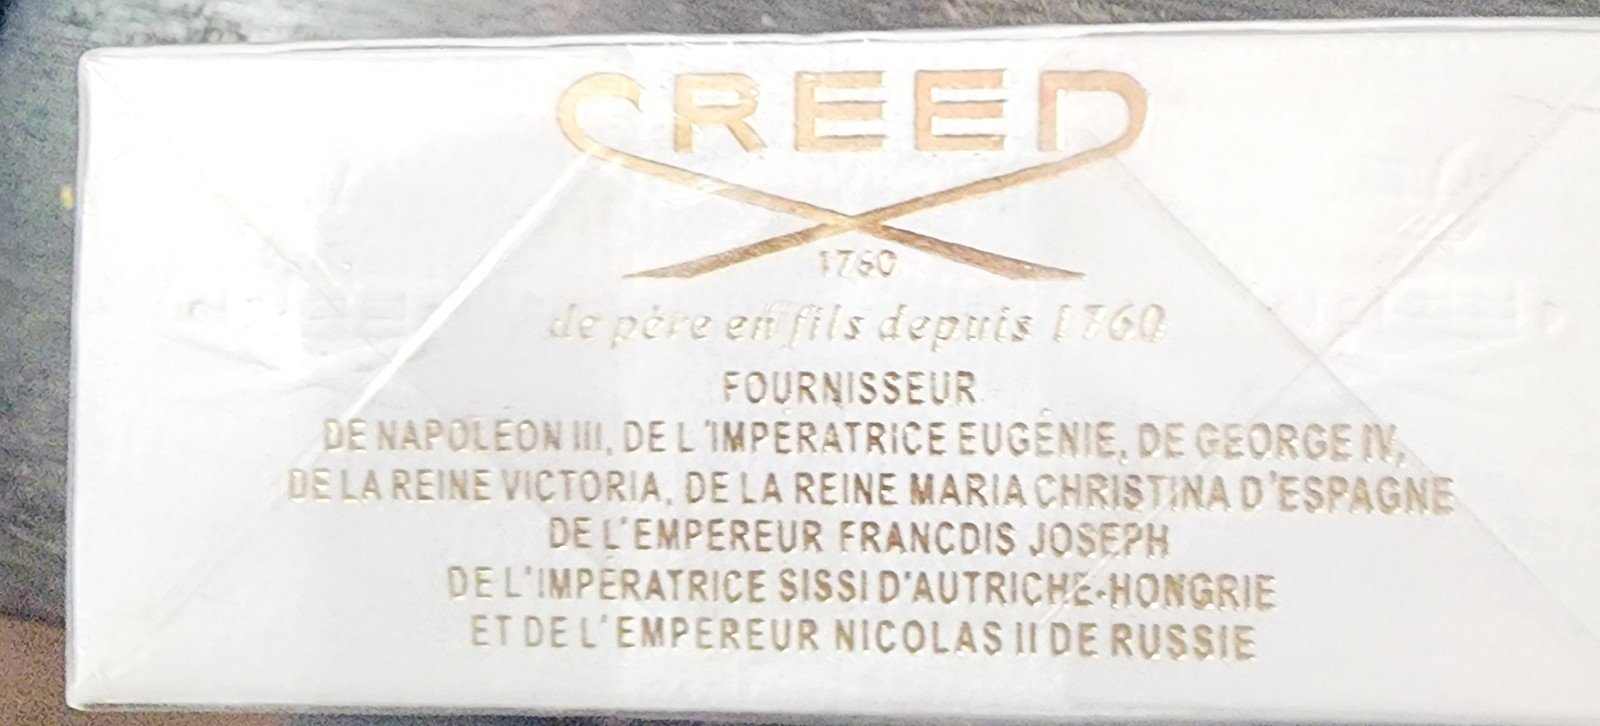 CREED
1760
de père en fils depuis 1760
FOURNISSEUR
DE NAPOLÉON III, DE L'IMPÉRATRICE EUGÉNIE, DE GEORGE IV,
DE LA REINE VICTORIA, DE LA REINE MARIA CHRISTINA D'ESPAGNE
DE L'EMPEREUR FRANCOIS JOSEPH
DE L'IMPÉRATRICE SISSI D'AUTRICHE-HONGRIE
ET DE L'EMPEREUR NICOLAS II DE RUSSIE